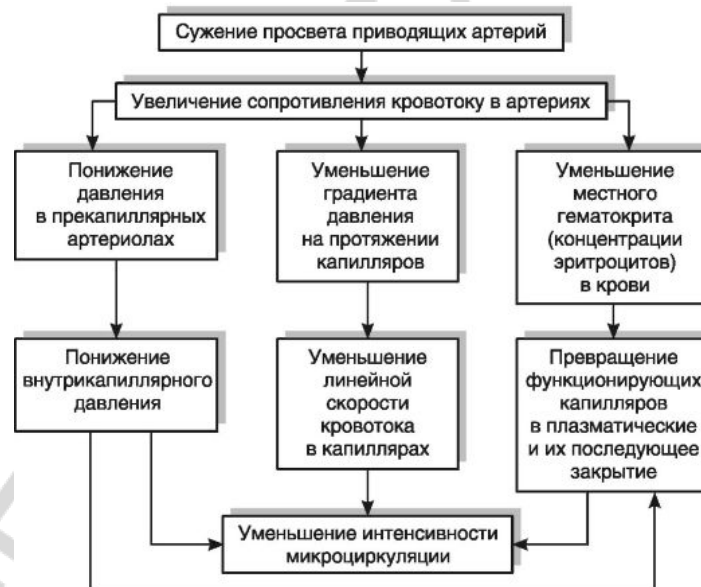 Сужение просвета приводящих артерий
Увеличение сопротивления кровотоку в артериях
Понижение
давления
в прекапиллярных
артериолах
Уменьшение
градиента
давления
на протяжении
капилляров
Уменьшение
местного
гематокрита
(концентрации
эритроцитов)
в крови
Понижение
внутрикапиллярного
давления
Уменьшение
линейной
скорости
кровотока
в капиллярах
Превращение
функционирующих
капилляров
в плазматические
и их последующее
закрытие
Уменьшение интенсивности
микроциркуляции